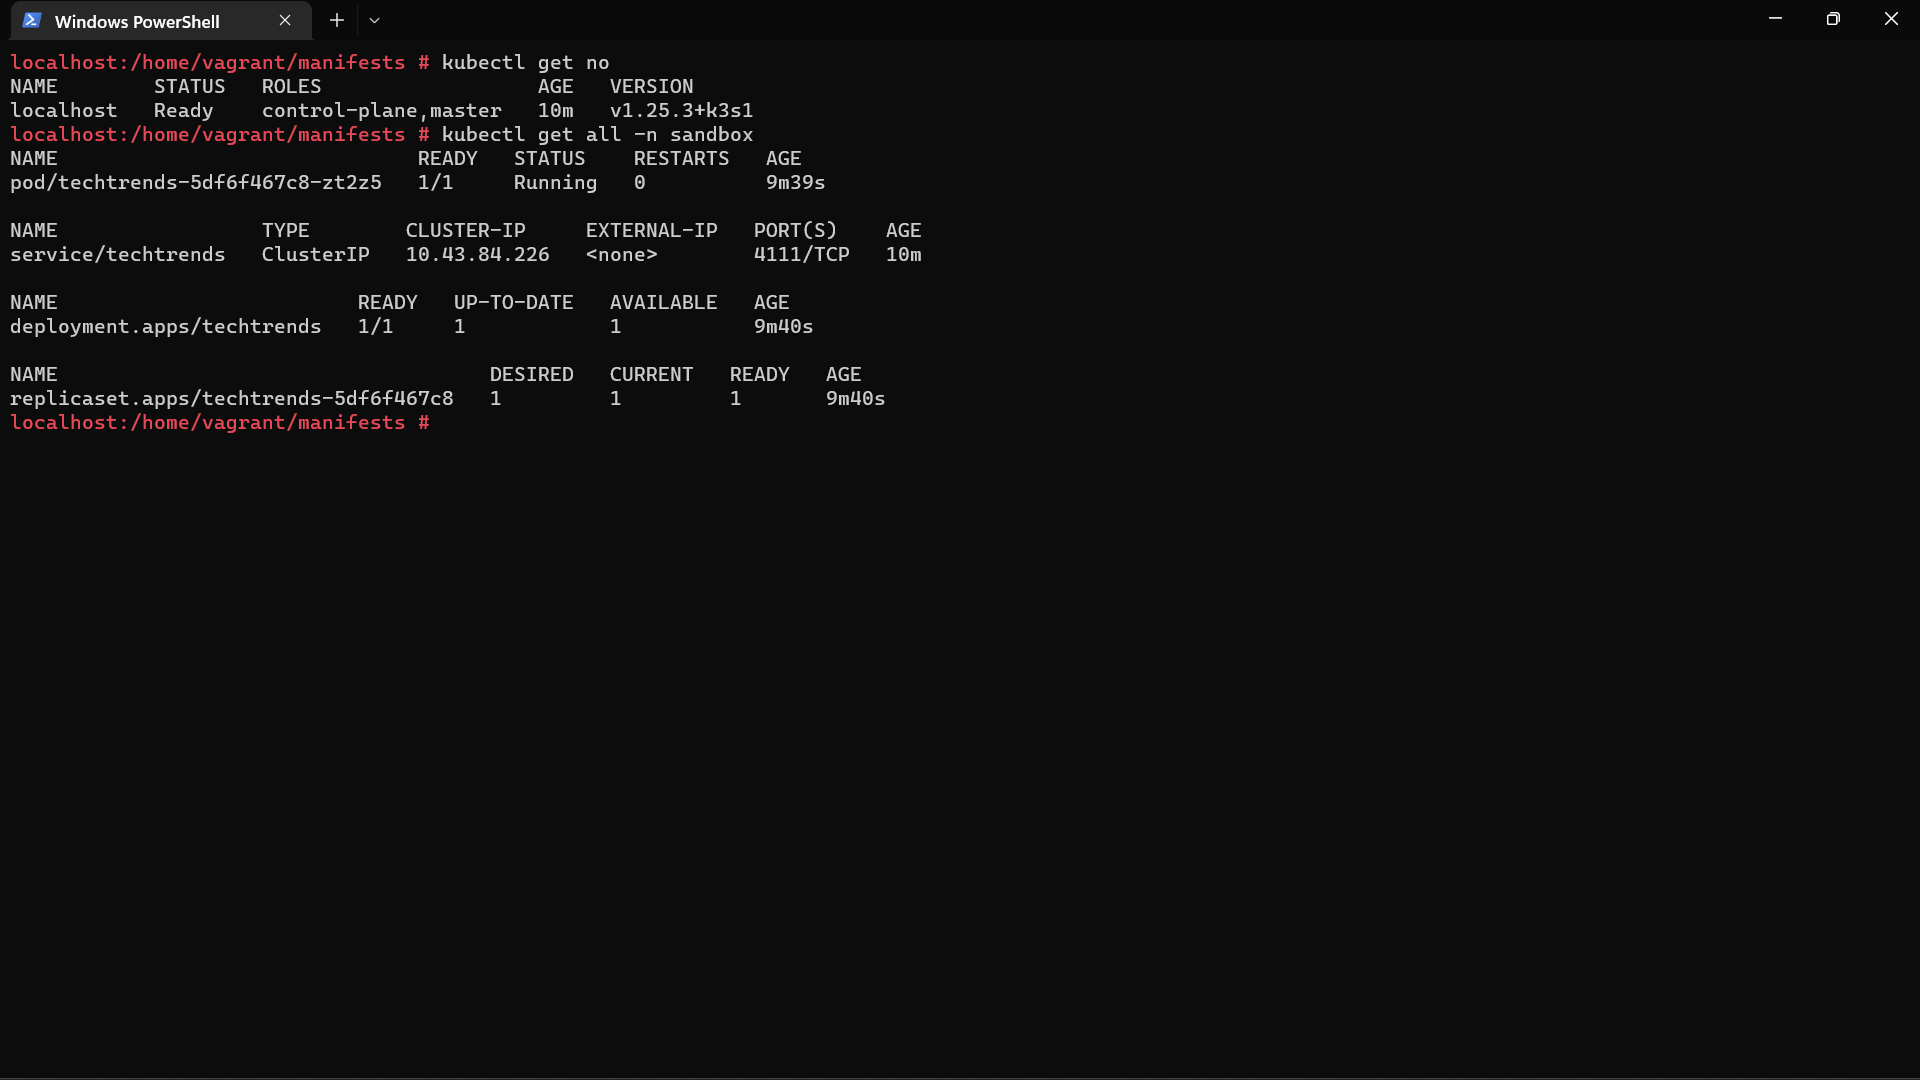 Windows PowerShell
localhost:/home/vagrant/manifests # kubectl get no
NAME        STATUS   ROLES                  AGE   VERSION
localhost   Ready    control-plane,master   10m   v1.25.3+k3s1
localhost:/home/vagrant/manifests # kubectl get all -n sandbox
NAME                              READY   STATUS    RESTARTS   AGE
pod/techtrends-5df6f467c8-zt2z5   1/1     Running   0          9m39s
NAME                 TYPE        CLUSTER-IP     EXTERNAL-IP   PORT(S)    AGE
service/techtrends   ClusterIP   10.43.84.226   <none>        4111/TCP   10m
NAME                         READY   UP-TO-DATE   AVAILABLE   AGE
deployment.apps/techtrends   1/1     1            1           9m40s
NAME                                    DESIRED   CURRENT   READY   AGE
replicaset.apps/techtrends-5df6f467c8   1         1         1       9m40s
localhost:/home/vagrant/manifests #